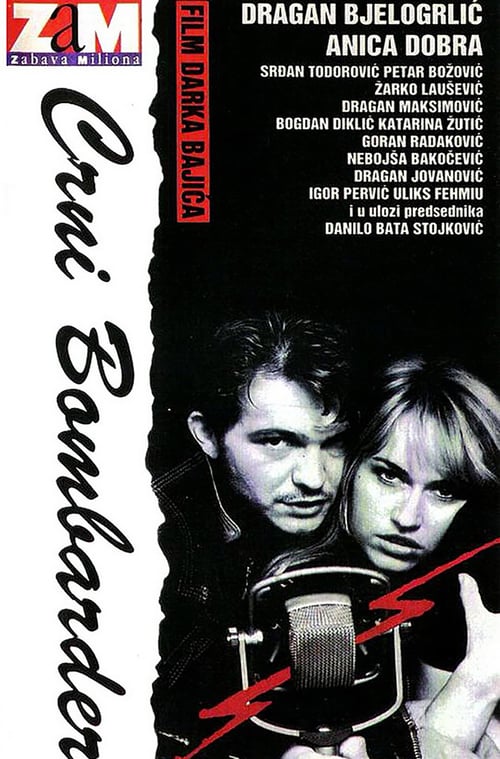 ZaM
Zabava Miliona
Crni Bombarder
FILM DARKA BAJIĆA
DRAGAN BJELOGRLIĆ
ANICA DOBRA
SRĐAN TODOROVIĆ PETAR BOŽOVIĆ
ŽARKO LAUŠEVIĆ
DRAGAN MAKSIMOVIĆ
BOGDAN DIKLIĆ KATARINA ŽUTIĆ
GORAN RADAKOVIĆ
NEBOJŠA BAKOČEVIĆ
DRAGAN JOVANOVIĆ
IGOR PERVIĆ ULIKS FEHMIU
i u ulozi predsednika
DANILO BATA STOJKOVIĆ